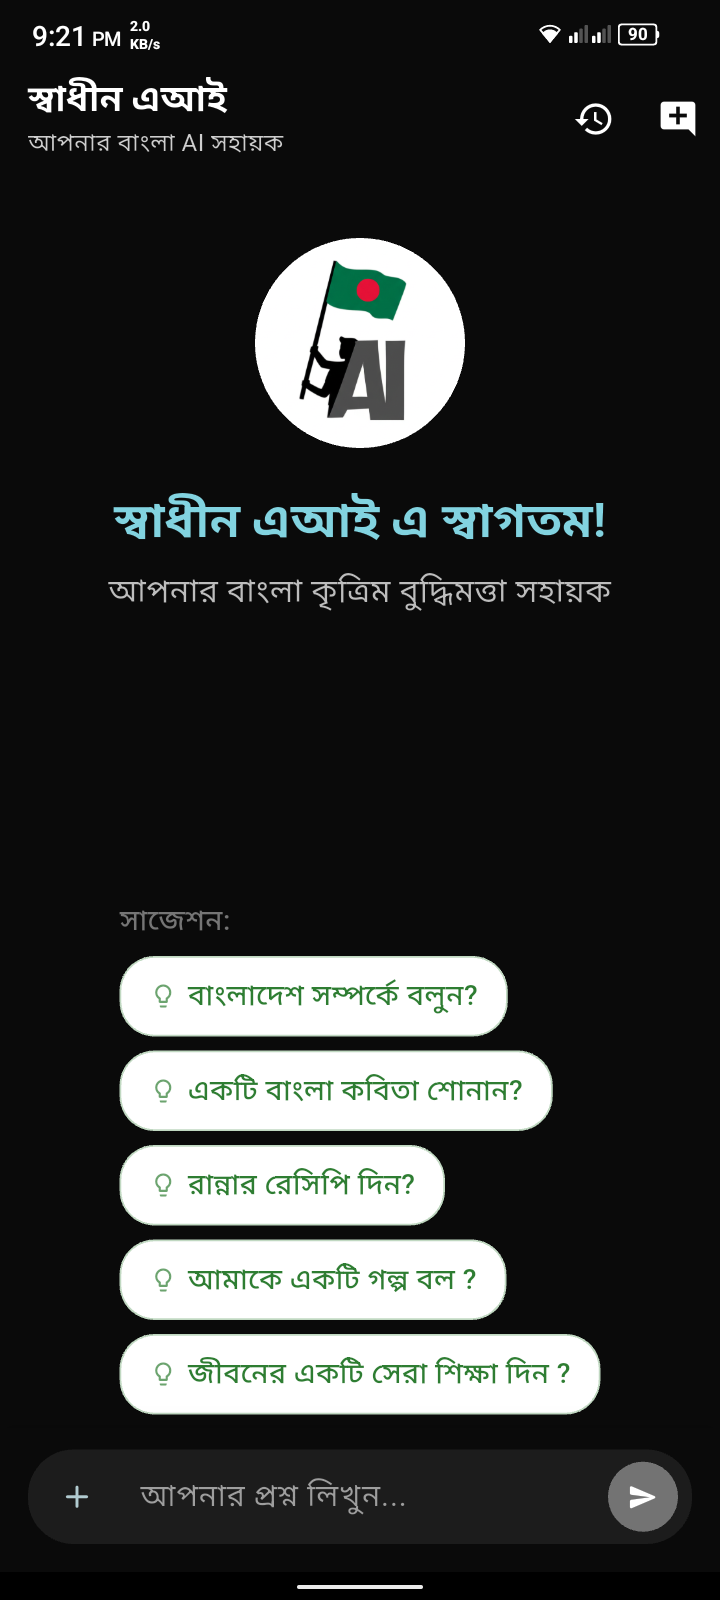 9:21 PM 2.0 KB/s 90
স্বাধীন এআই
আপনার বাংলা AI সহায়ক
AI
স্বাধীন এআই এ স্বাগতম!
আপনার বাংলা কৃত্রিম বুদ্ধিমত্তা সহায়ক
সাজেশন:
বাংলাদেশ সম্পর্কে বলুন?
একটি বাংলা কবিতা শোনান?
রান্নার রেসিপি দিন?
আমাকে একটি গল্প বল ?
জীবনের একটি সেরা শিক্ষা দিন ?
আপনার প্রশ্ন লিখুন...